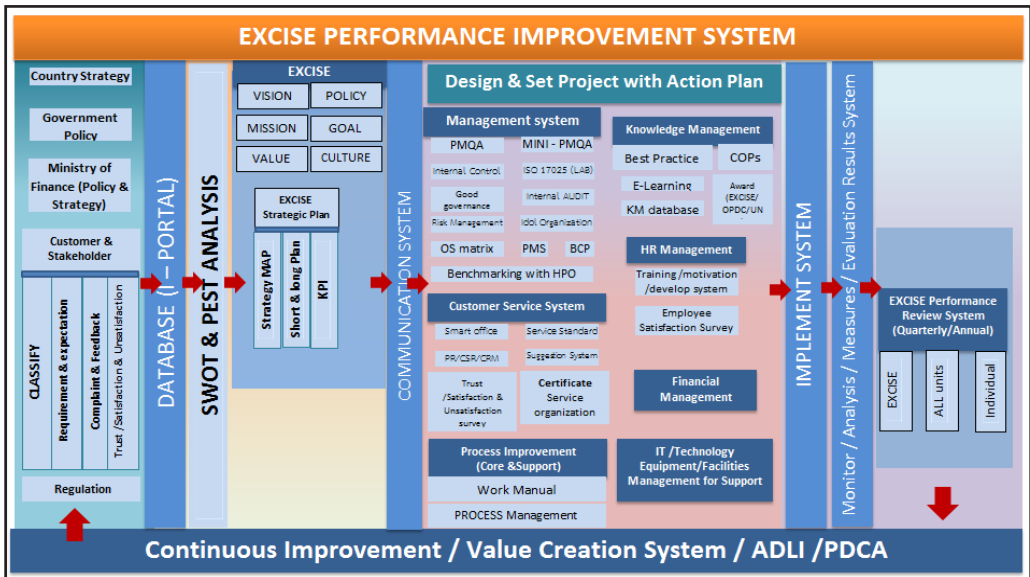 EXCISE PERFORMANCE IMPROVEMENT SYSTEM
Country Strategy
Government
Policy
Ministry of
Finance (Policy &
Strategy)
Customer &
Stakeholder
CLASSIFY
Requirement & expectation
Complaint & Feedback
Trust /Satisfaction & Unsatisfaction
Regulation
DATABASE (I – PORTAL)
SWOT & PEST ANALYSIS
EXCISE
VISION
POLICY
MISSION
GOAL
VALUE
CULTURE
EXCISE
Strategic Plan
Strategy MAP
Short & long Plan
KPI
COMMUNICATION SYSTEM
Design & Set Project with Action Plan
Management system
PMQA
MINI - PMQA
Internal Control
ISO 17025 (LAB)
Good
governance
Internal AUDIT
Risk Management
Idol Organization
OS matrix
PMS
BCP
Benchmarking with HPO
Customer Service System
Smart office
Service Standard
PR/CSR/CRM
Suggestion System
Trust
/Satisfaction &
Unsatisfaction
survey
Certificate
Service
organization
Process Improvement
(Core &Support)
Work Manual
PROCESS Management
Knowledge Management
Best Practice
COPs
E-Learning
KM database
Award
(EXCISE/
OPDC/UN
HR Management
Training /motivation
/develop system
Employee
Satisfaction Survey
Financial
Management
IT /Technology
Equipment/Facilities
Management for Support
IMPLEMENT SYSTEM
Monitor / Analysis / Measures / Evaluation Results System
EXCISE Performance
Review System
(Quarterly/Annual)
EXCISE
ALL units
Individual
Continuous Improvement / Value Creation System / ADLI /PDCA